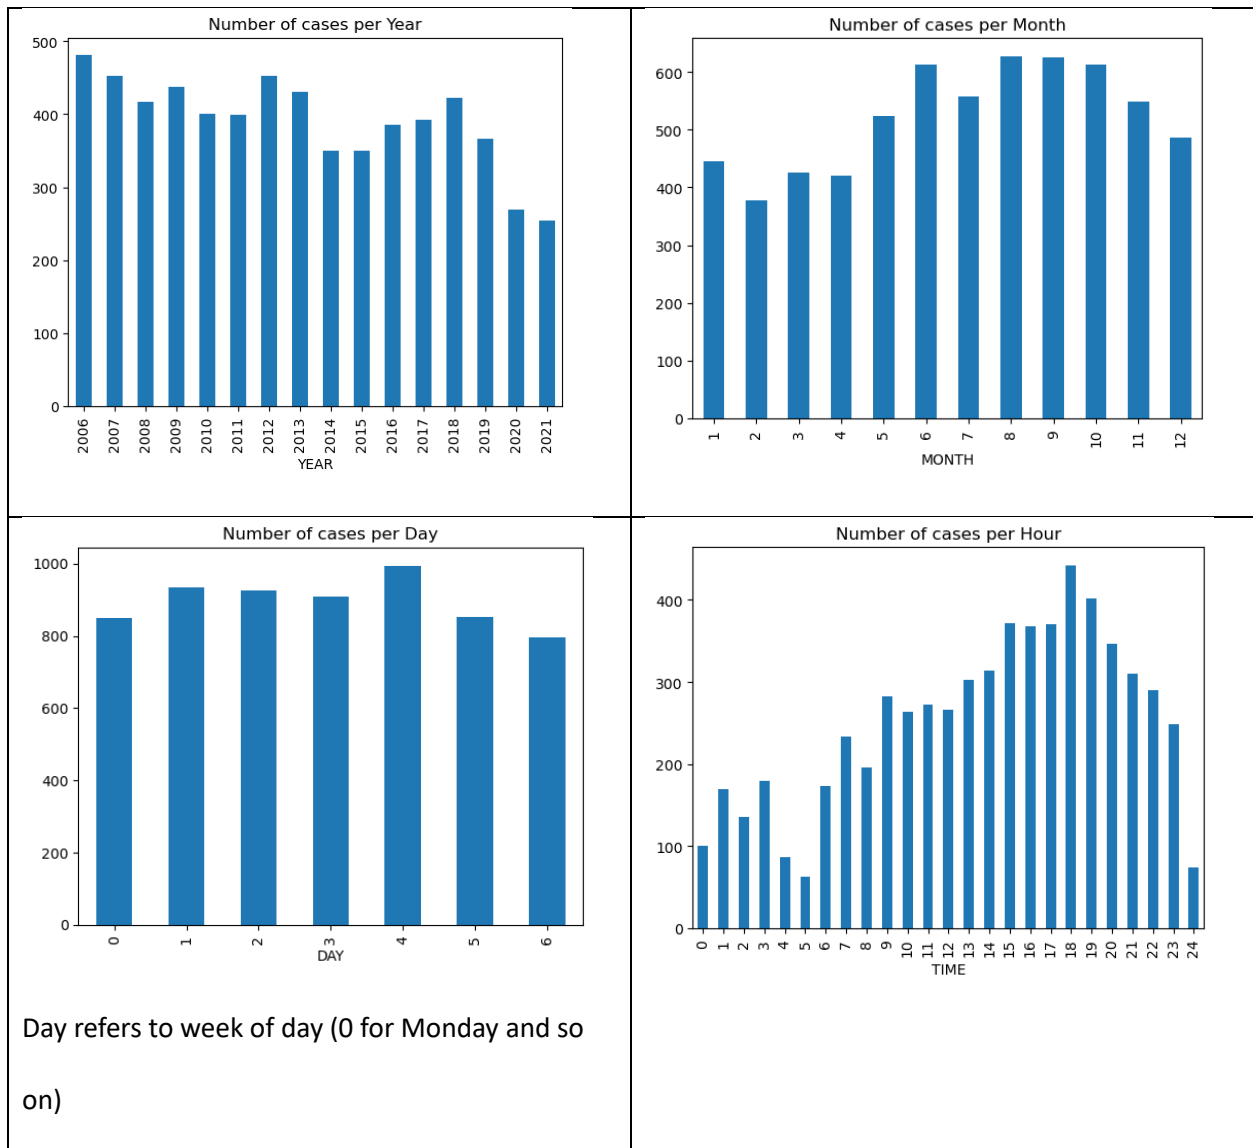 Number of cases per Year
500
400
300
200
100
0
2006 2007 2008 2009 2010 2011 2012 2013 2014 2015 2016 2017 2018 2019 2020 2021
YEAR
Number of cases per Month
600
500
400
300
200
100
0
1 2 3 4 5 6 7 8 9 10 11 12
MONTH
Number of cases per Day
1000
800
600
400
200
0
0 1 2 3 4 5 6
DAY
Day refers to week of day (0 for Monday and so
on)
Number of cases per Hour
400
300
200
100
0
0 1 2 3 4 5 6 7 8 9 10 11 12 13 14 15 16 17 18 19 20 21 22 23 24
TIME